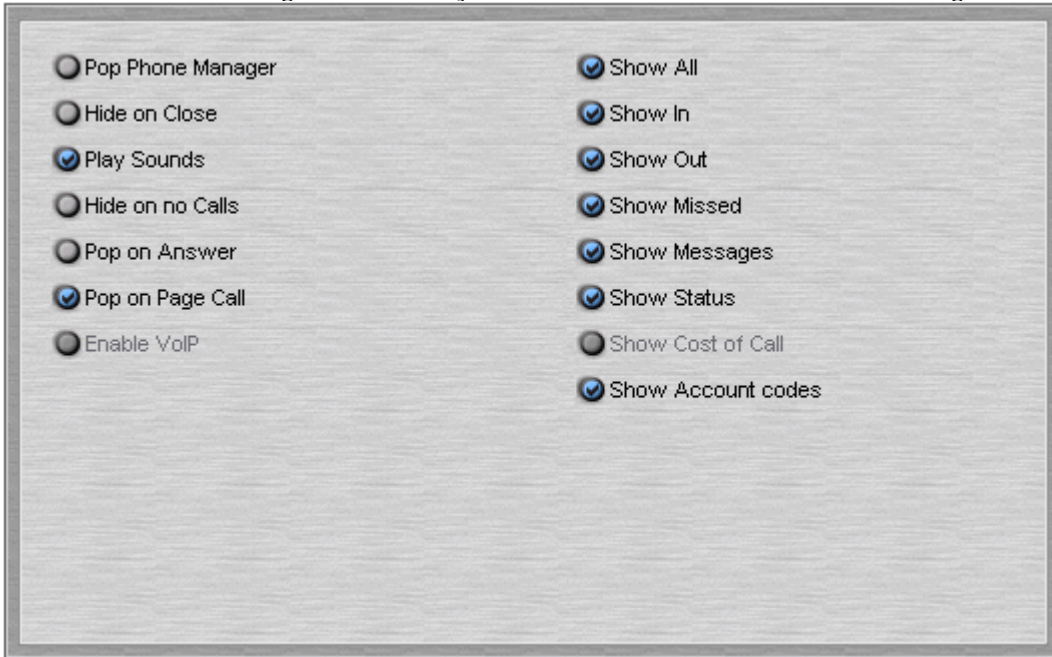 Pop Phone Manager
Hide on Close
Play Sounds
Hide on no Calls
Pop on Answer
Pop on Page Call
Enable VoIP
Show All
Show In
Show Out
Show Missed
Show Messages
Show Status
Show Cost of Call
Show Account codes